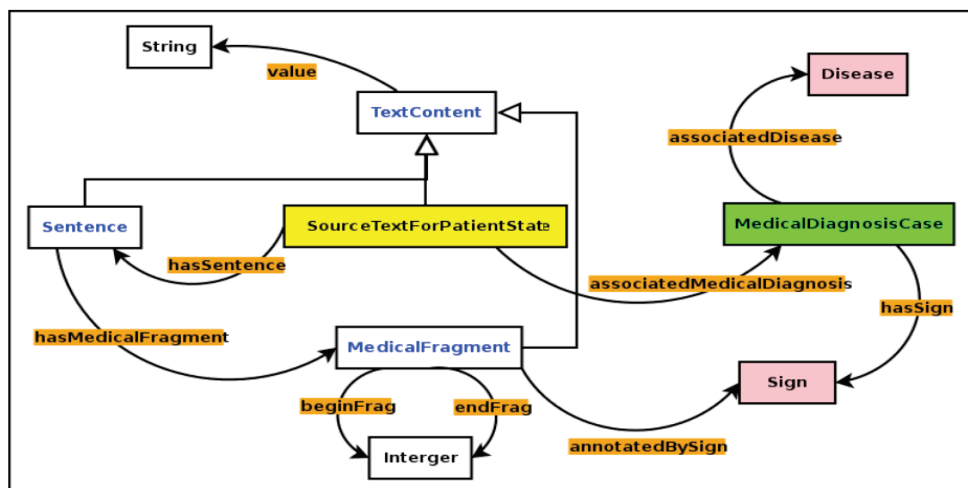 String
value
Disease
TextContent
associatedDisease
Sentence
SourceTextForPatientState
MedicalDiagnosisCase
hasSentence
associatedMedicalDiagnosis
hasSign
hasMedicalFragment
MedicalFragment
Sign
beginFrag
endFrag
annotatedBySign
Interger